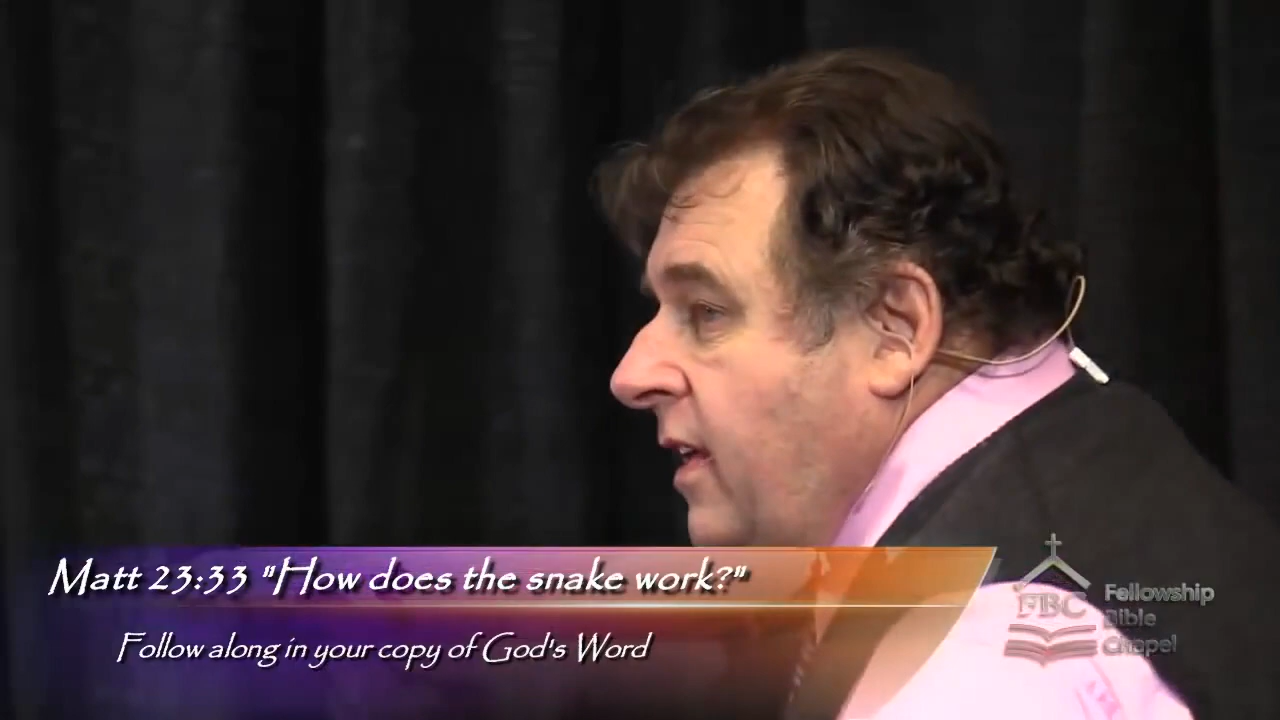 Matt 23:33 "How does the snake work?"
Follow along in your copy of God's Word
FBC
Fellowship
Bible
Chapel